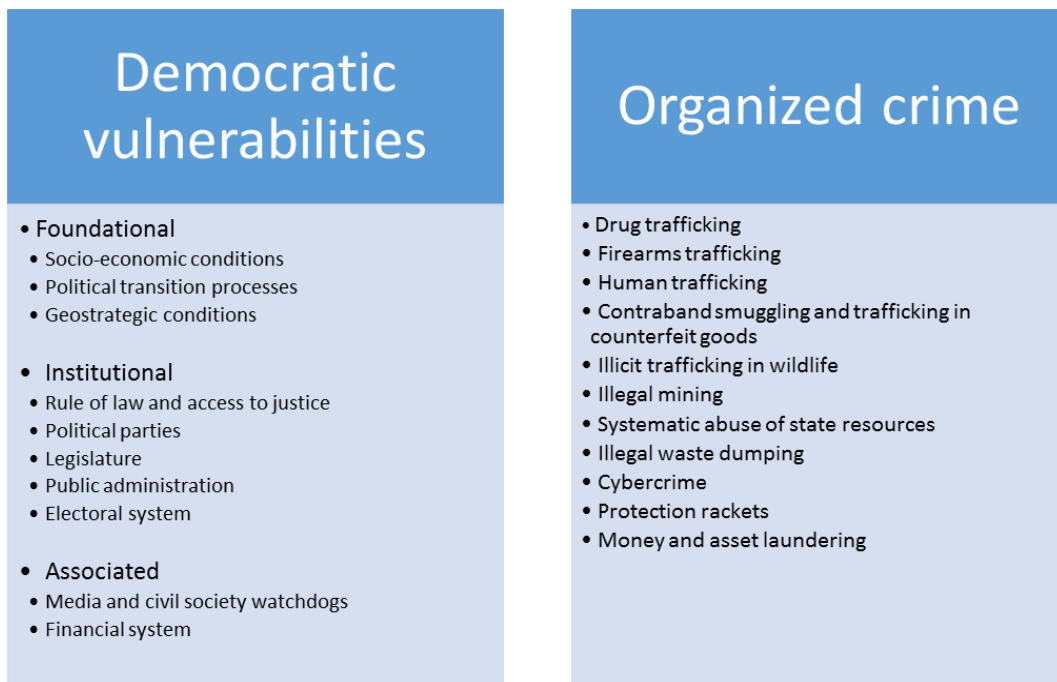 Democratic
vulnerabilities
• Foundational
• Socio-economic conditions
• Political transition processes
• Geostrategic conditions
• Institutional
• Rule of law and access to justice
• Political parties
• Legislature
• Public administration
• Electoral system
• Associated
• Media and civil society watchdogs
• Financial system
Organized crime
• Drug trafficking
• Firearms trafficking
• Human trafficking
• Contraband smuggling and trafficking in
counterfeit goods
• Illicit trafficking in wildlife
• Illegal mining
• Systematic abuse of state resources
• Illegal waste dumping
• Cybercrime
• Protection rackets
• Money and asset laundering